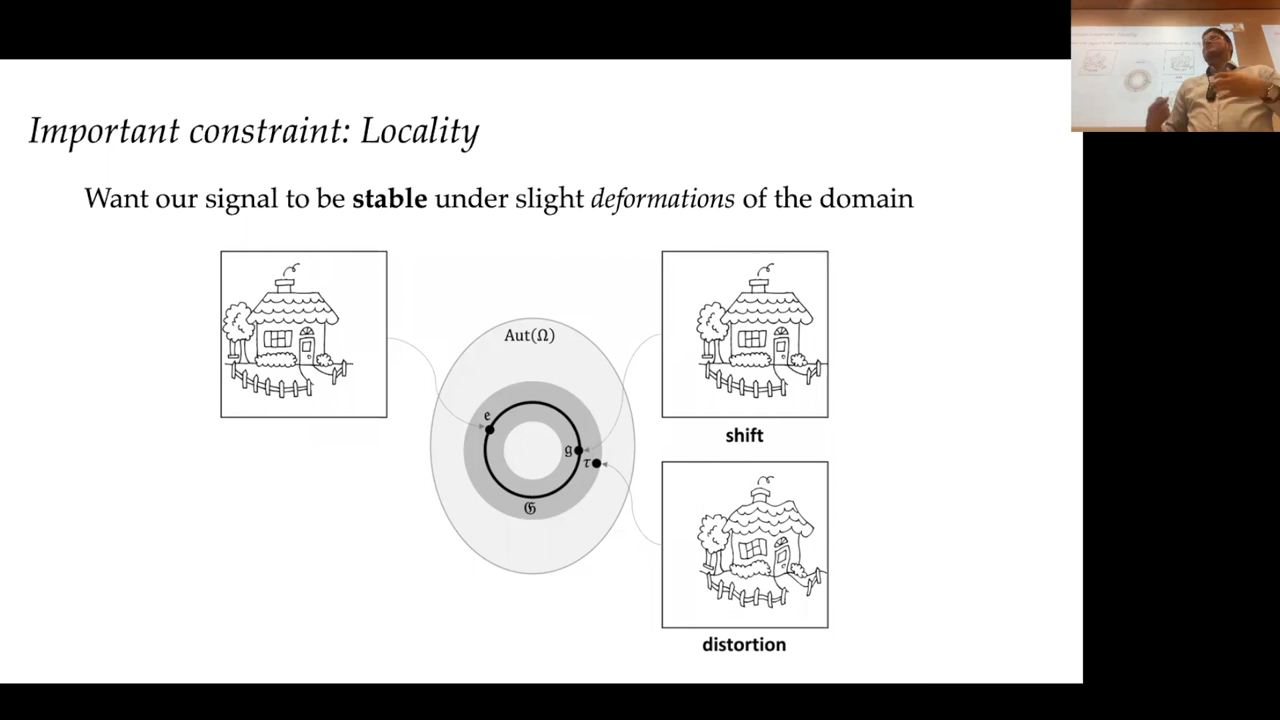 Important constraint: Locality
Want our signal to be stable under slight deformations of the domain
Aut(Ω)
e
g
τ
𝔊
shift
distortion